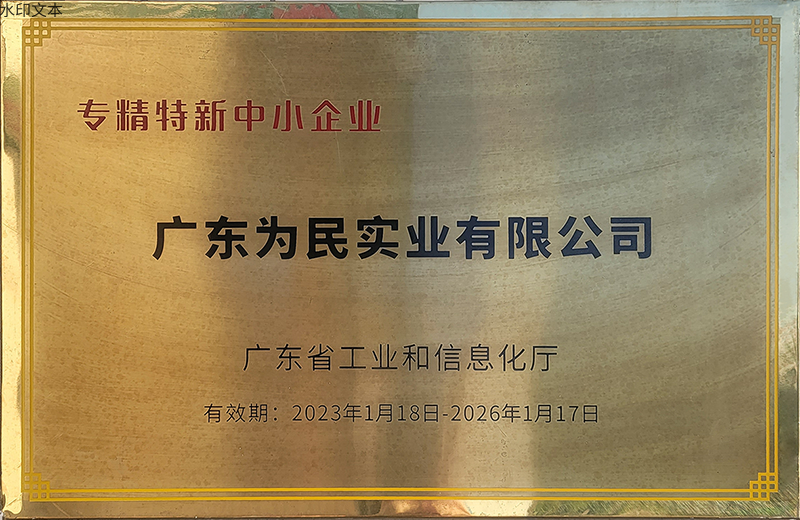 水印文本
专精特新中小企业
广东为民实业有限公司
广东省工业和信息化厅
有效期：2023年1月18日-2026年1月17日